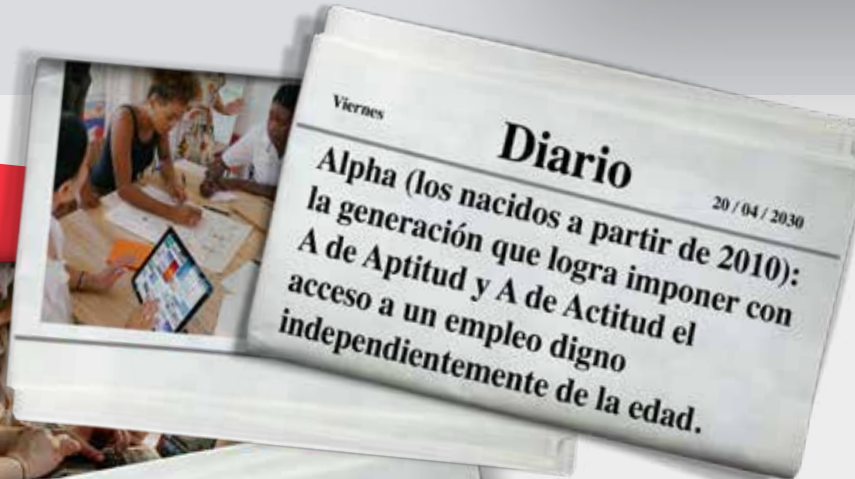 Viernes
Diario
20 / 04 / 2030
Alpha (los nacidos a partir de 2010):
la generación que logra imponer con
A de Aptitud y A de Actitud el
acceso a un empleo digno
independientemente de la edad.